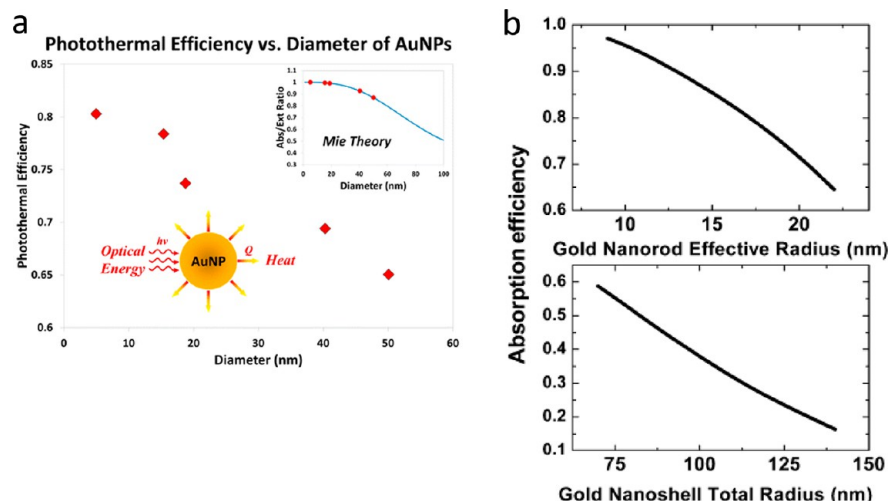 a
Photothermal Efficiency vs. Diameter of AuNPs
Photothermal Efficiency
0.85
0.8
0.75
0.7
0.65
0.6
0
10
20
30
40
50
60
Diameter (nm)
Abs/Ext Ratio
1.1
1
0.9
0.8
0.7
0.6
0.5
0.4
0.3
0
20
40
60
80
100
Mie Theory
Diameter (nm)
Optical
hν
Energy
AuNP
Q
Heat
b
Absorption efficiency
1.0
0.9
0.8
0.7
0.6
10
15
20
Gold Nanorod Effective Radius (nm)
0.6
0.5
0.4
0.3
0.2
0.1
75
100
125
150
Gold Nanoshell Total Radius (nm)